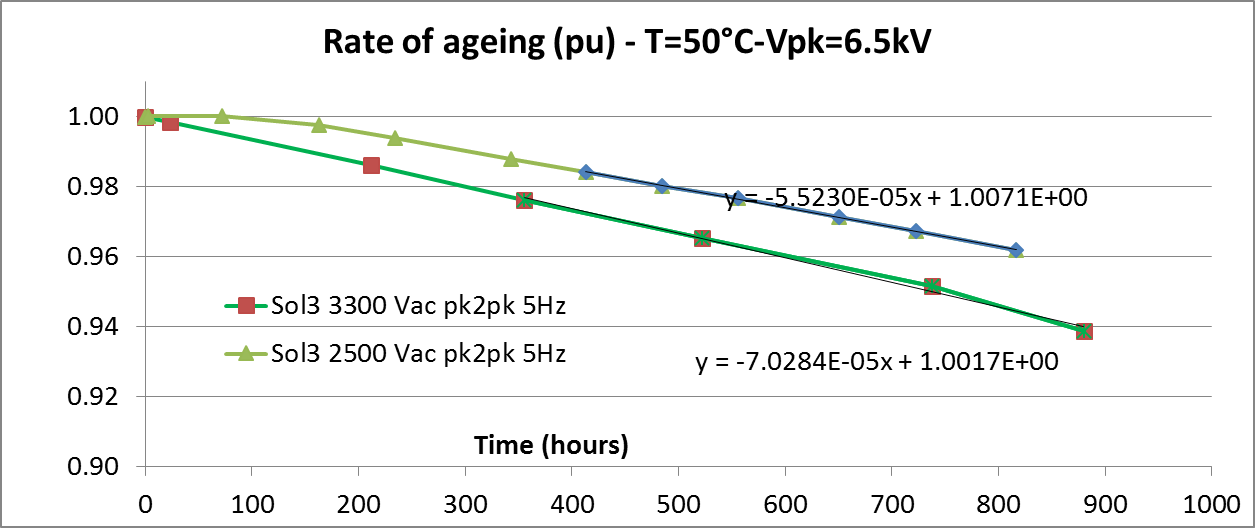 Rate of ageing (pu) - T=50°C-Vpk=6.5kV
1.00
0.98
0.96
0.94
0.92
0.90
y = -5.5230E-05x + 1.0071E+00
Sol3 3300 Vac pk2pk 5Hz
Sol3 2500 Vac pk2pk 5Hz
y = -7.0284E-05x + 1.0017E+00
Time (hours)
0 100 200 300 400 500 600 700 800 900 1000